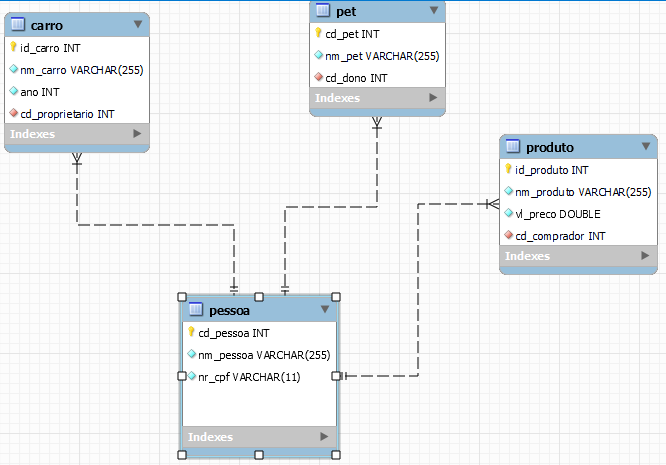 carro
id_carro INT
nm_carro VARCHAR(255)
ano INT
cd_proprietario INT
Indexes
pet
cd_pet INT
nm_pet VARCHAR(255)
cd_dono INT
Indexes
produto
id_produto INT
nm_produto VARCHAR(255)
vl_preco DOUBLE
cd_comprador INT
Indexes
pessoa
cd_pessoa INT
nm_pessoa VARCHAR(255)
nr_cpf VARCHAR(11)
Indexes